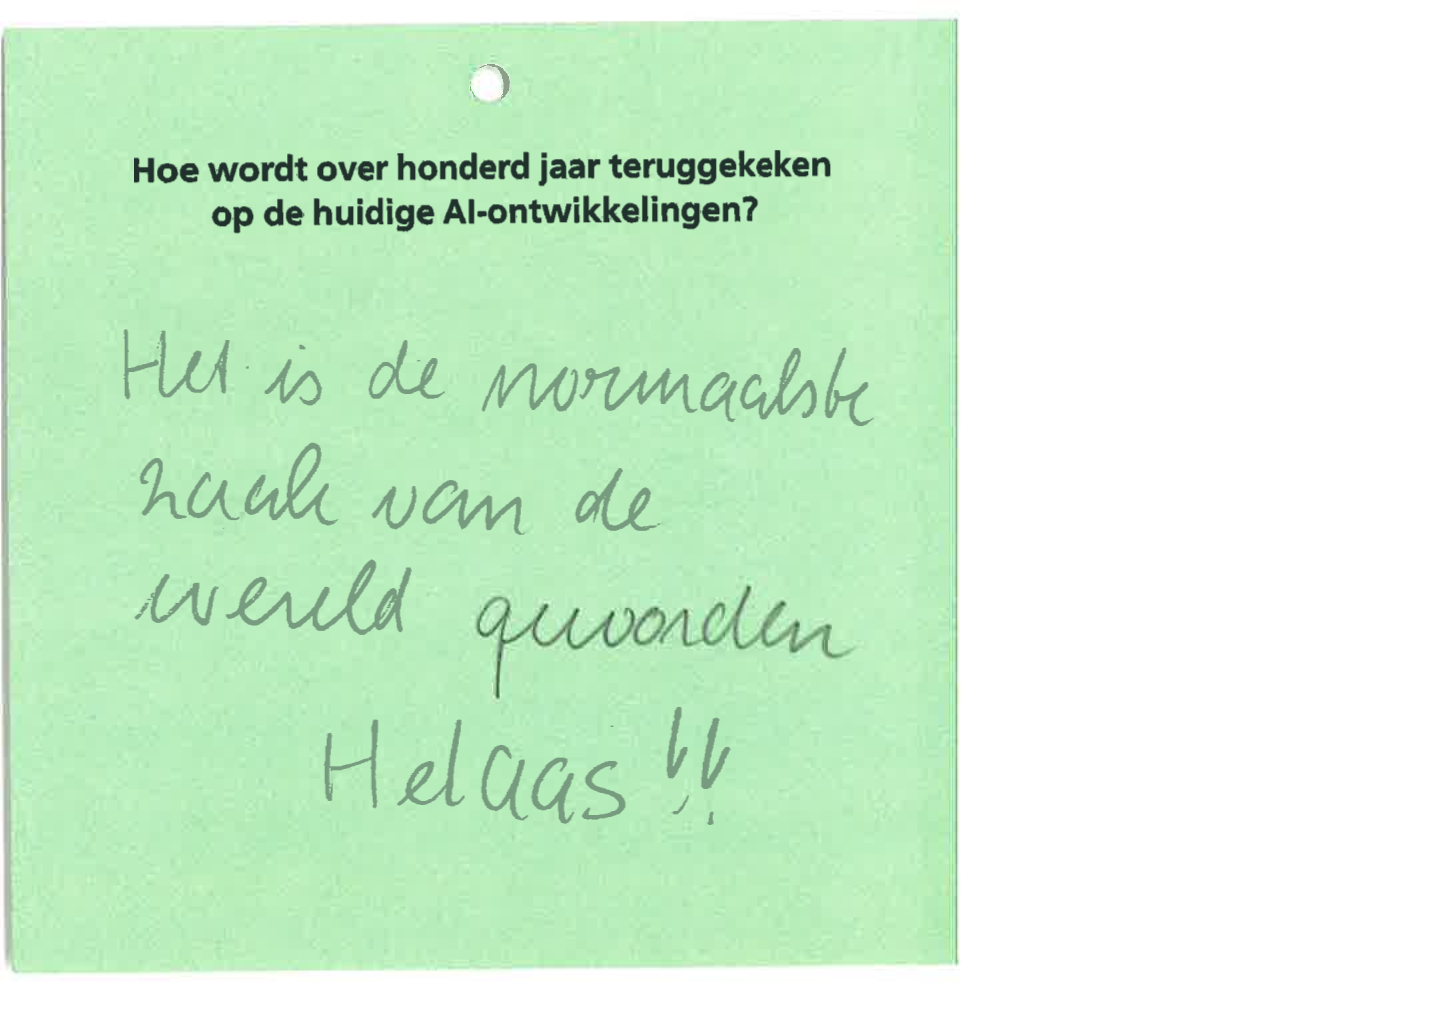 Hoe wordt over honderd jaar teruggekeken
op de huidige AI-ontwikkelingen?
Het is de normaalste
zaak van de
wereld geworden
Helaas!!